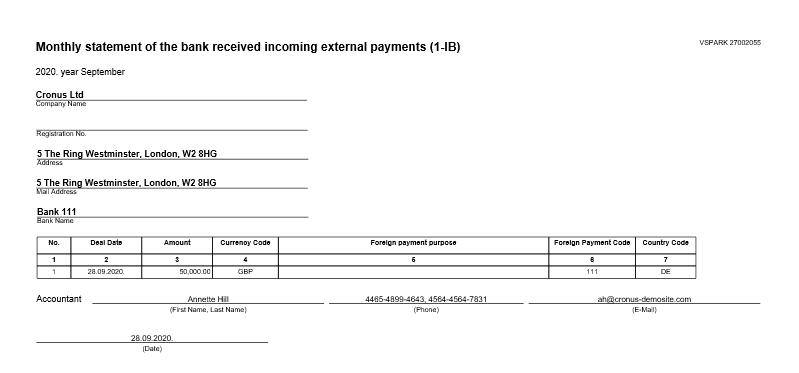 Monthly statement of the bank received incoming external payments (1-IB)
VSPARK 27002055
2020. year September
Cronus Ltd
Company Name
Registration No.
5 The Ring Westminster, London, W2 8HG
Address
5 The Ring Westminster, London, W2 8HG
Mail Address
Bank 111
Bank Name
No. Deal Date Amount Currency Code Foreign payment purpose Foreign Payment Code Country Code
1 2 3 4 5 6 7
1 28.09.2020. 50,000.00 GBP 111 DE
Accountant Annette Hill 4465-4899-4643, 4564-4564-7831 ah@cronus-demosite.com
(First Name, Last Name) (Phone) (E-Mail)
28.09.2020.
(Date)